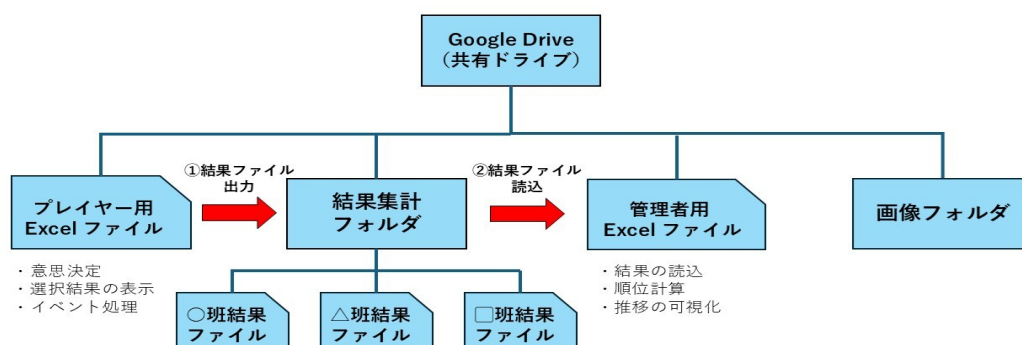 Google Drive
（共有ドライブ）
①結果ファイル
出力
②結果ファイル
読込
プレイヤー用
Excel ファイル
結果集計
フォルダ
管理者用
Excel ファイル
画像フォルダ
・意思決定
・選択結果の表示
・イベント処理
・結果の読込
・順位計算
・推移の可視化
○班結果
ファイル
△班結果
ファイル
□班結果
ファイル